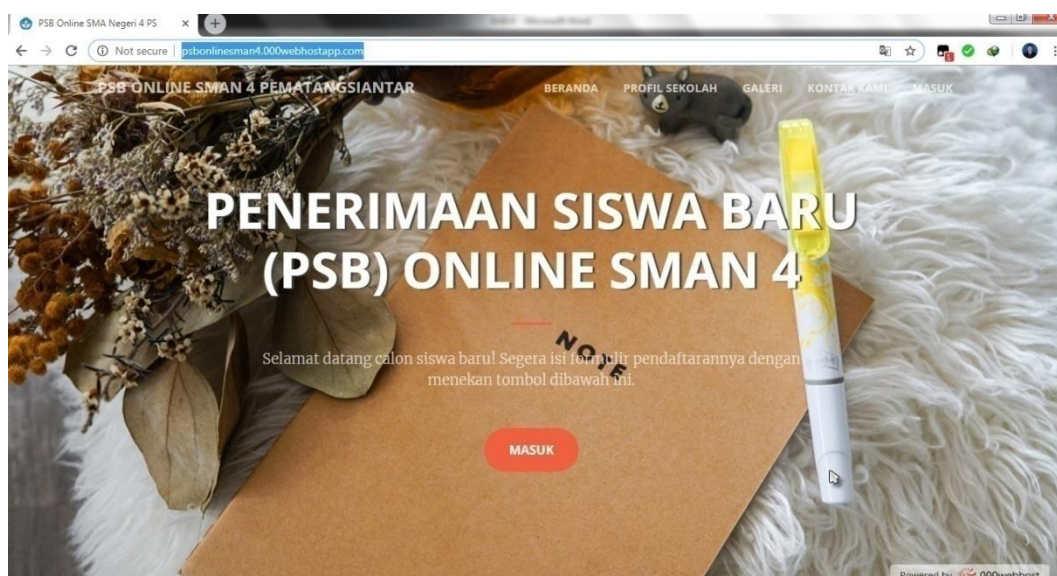 PSB Online SMA Negeri 4 PS
Not secure | psbonlinesman4.000webhostapp.com
PSB ONLINE SMAN 4 PEMATANGSIANTAR
BERANDA PROFIL SEKOLAH GALERI KONTAK KAMI MASUK
PENERIMAAN SISWA BARU
(PSB) ONLINE SMAN 4
NOTE
Selamat datang calon siswa baru! Segera isi formulir pendaftarannya dengan
menekan tombol dibawah ini.
MASUK
Powered by 000webhost